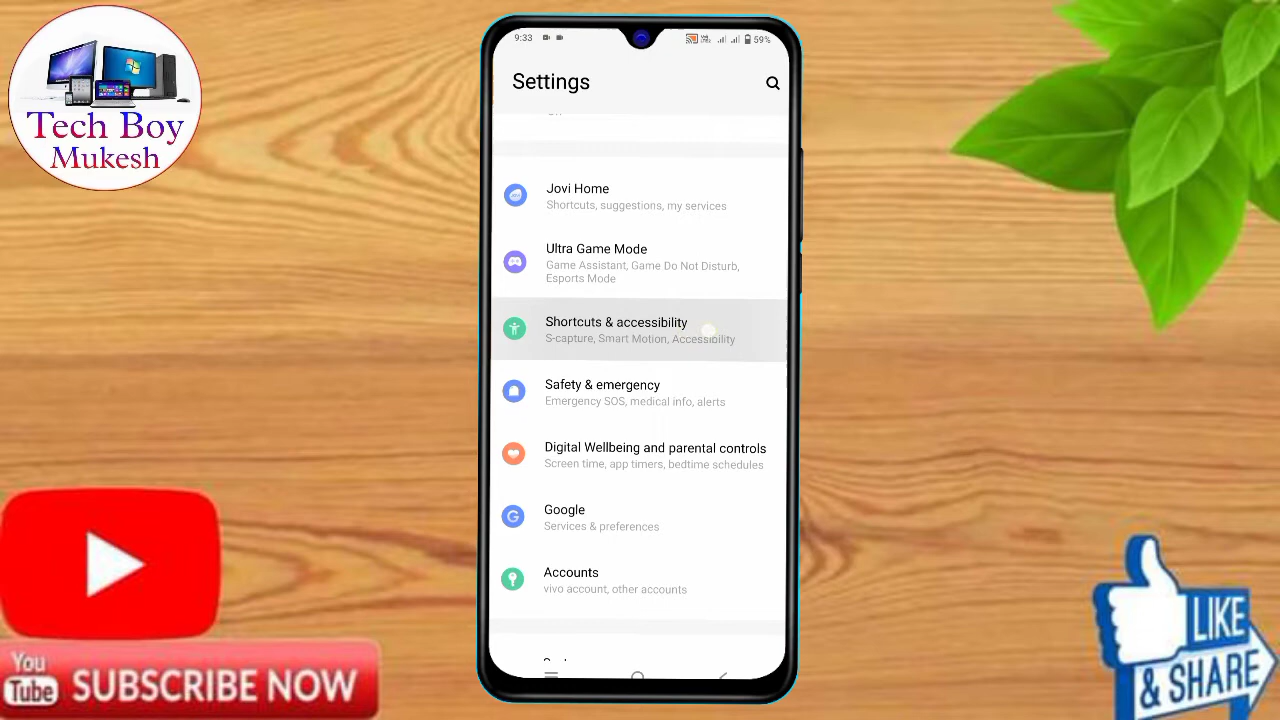 Tech Boy
Mukesh
9:33
59%
Settings
Jovi Home
Shortcuts, suggestions, my services
Ultra Game Mode
Game Assistant, Game Do Not Disturb,
Esports Mode
Shortcuts & accessibility
S-capture, Smart Motion, Accessibility
Safety & emergency
Emergency SOS, medical info, alerts
Digital Wellbeing and parental controls
Screen time, app timers, bedtime schedules
Google
Services & preferences
Accounts
vivo account, other accounts
You
Tube
SUBSCRIBE NOW
LIKE
& SHARE